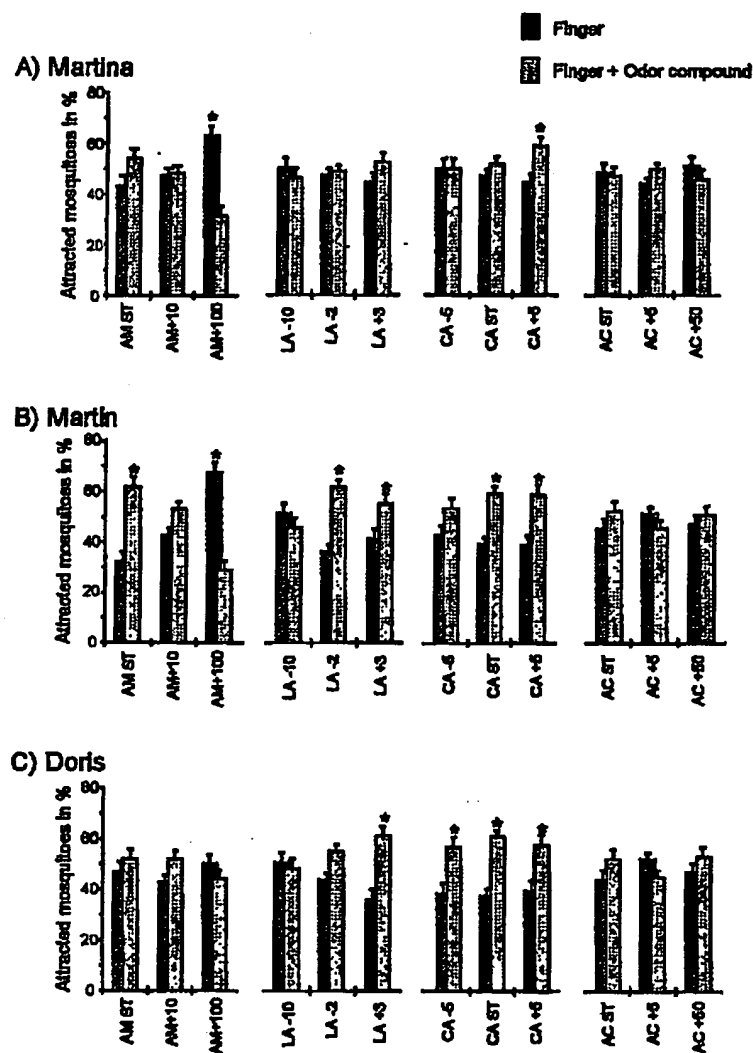 Finger
Finger + Odor compound
A) Martina
Attracted mosquitoes in %
80
60
40
20
0
*
*
AM ST
AM+10
AM+100
LA -10
LA -2
LA +3
CA -5
CA ST
CA +5
AC ST
AC +5
AC +50
B) Martin
Attracted mosquitoes in %
80
60
40
20
0
*
*
*
*
*
*
AM ST
AM+10
AM+100
LA -10
LA -2
LA +3
CA -5
CA ST
CA +5
AC ST
AC +5
AC +50
C) Doris
Attracted mosquitoes in %
80
60
40
20
0
*
*
*
*
AM ST
AM+10
AM+100
LA -10
LA -2
LA +3
CA -5
CA ST
CA +5
AC ST
AC +5
AC +50